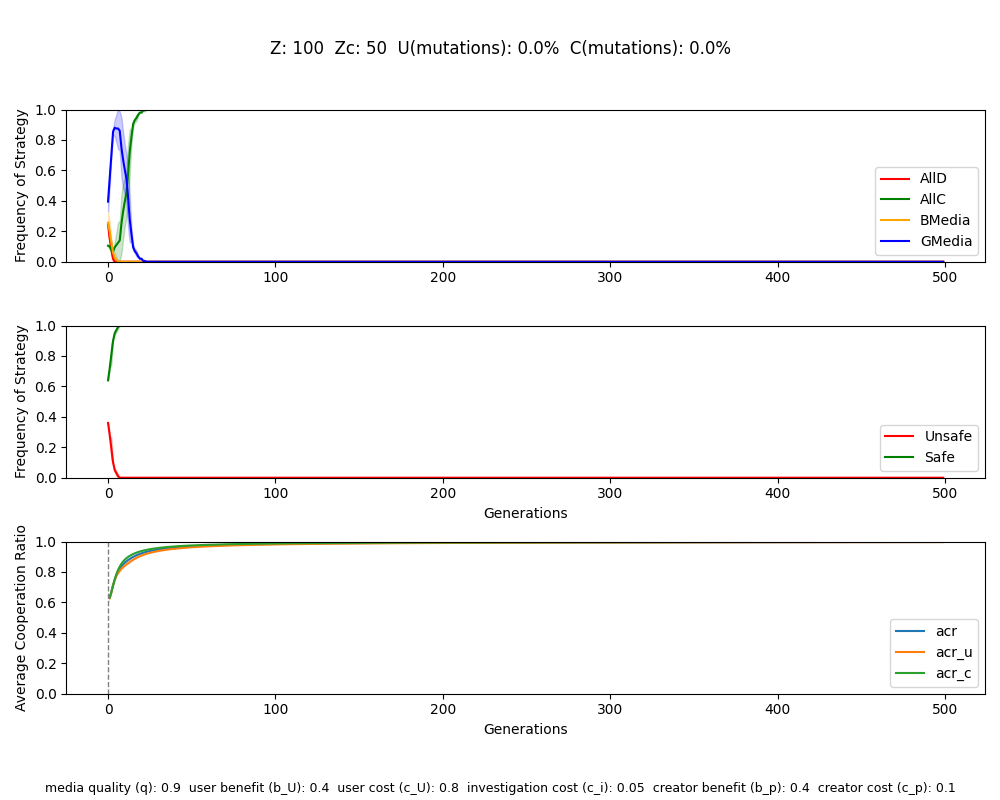 Z: 100  Zc: 50  U(mutations): 0.0%  C(mutations): 0.0%
Frequency of Strategy
1.0
0.8
0.6
0.4
0.2
0.0
AllD
AllC
BMedia
GMedia
0 100 200 300 400 500
Frequency of Strategy
1.0
0.8
0.6
0.4
0.2
0.0
Unsafe
Safe
0 100 200 300 400 500
Generations
Average Cooperation Ratio
1.0
0.8
0.6
0.4
0.2
0.0
acr
acr_u
acr_c
0 100 200 300 400 500
Generations
media quality (q): 0.9  user benefit (b_U): 0.4  user cost (c_U): 0.8  investigation cost (c_i): 0.05  creator benefit (b_p): 0.4  creator cost (c_p): 0.1